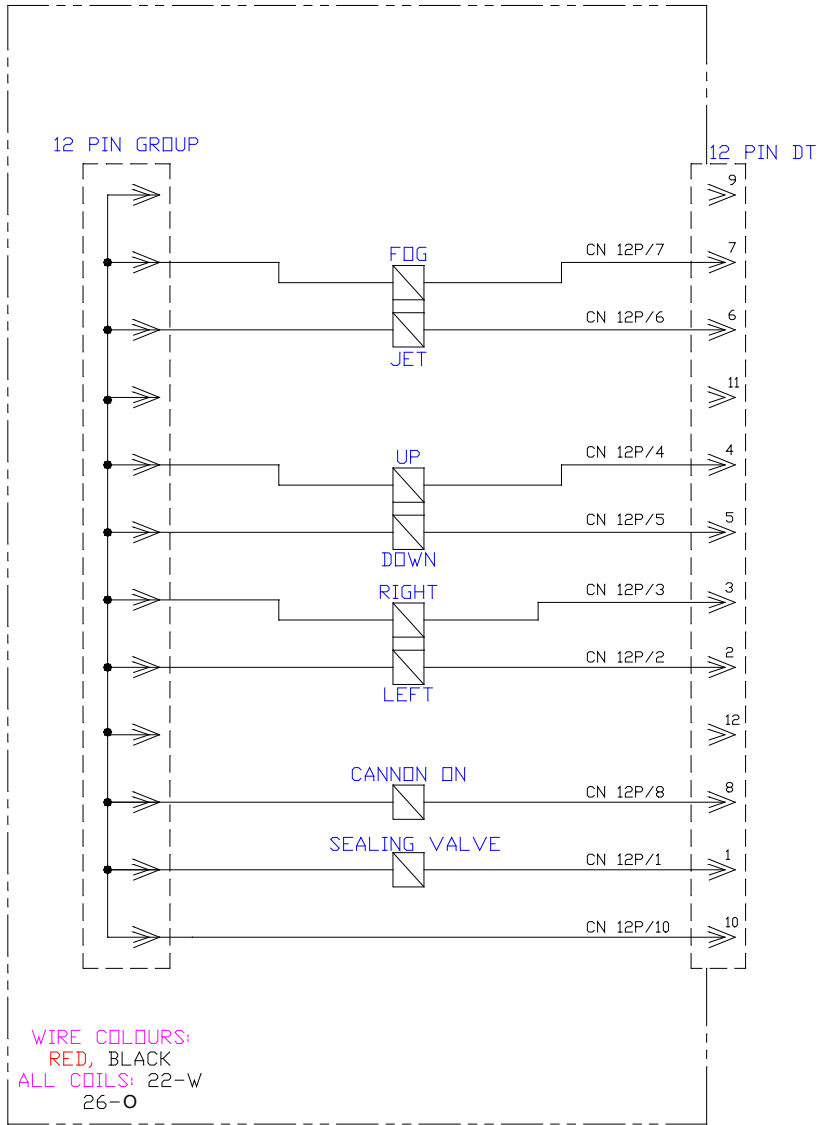 12 PIN GROUP
12 PIN DT
9
FOG
CN 12P/7
7
CN 12P/6
6
JET
11
UP
CN 12P/4
4
CN 12P/5
5
DOWN
RIGHT
CN 12P/3
3
CN 12P/2
2
LEFT
12
CANNON ON
CN 12P/8
8
SEALING VALVE
CN 12P/1
1
CN 12P/10
10
WIRE COLOURS:
RED, BLACK
ALL COILS: 22-W
26-O